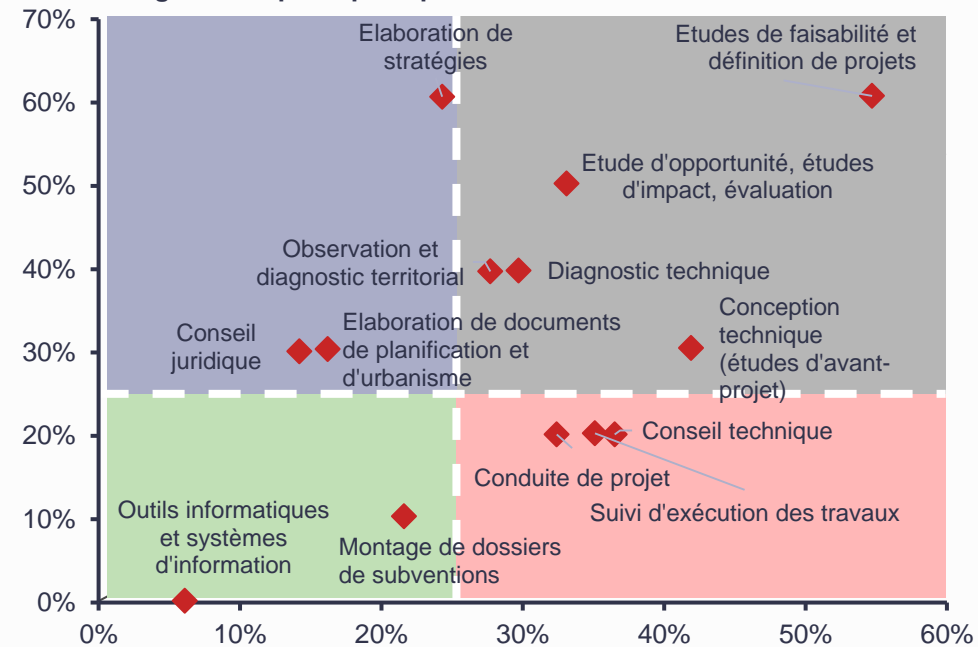 70%
Elaboration de
stratégies
Etudes de faisabilité et
définition de projets
60%
Etude d'opportunité, études
d'impact, évaluation
50%
Observation et
diagnostic territorial
Diagnostic technique
40%
Conseil
juridique
Elaboration de documents
de planification et
d'urbanisme
Conception
technique
(études d'avant-
projet)
30%
20%
Conseil technique
Conduite de projet
Suivi d'exécution des travaux
Outils informatiques
et systèmes
d'information
Montage de dossiers
de subventions
10%
0%
0% 10% 20% 30% 40% 50% 60%